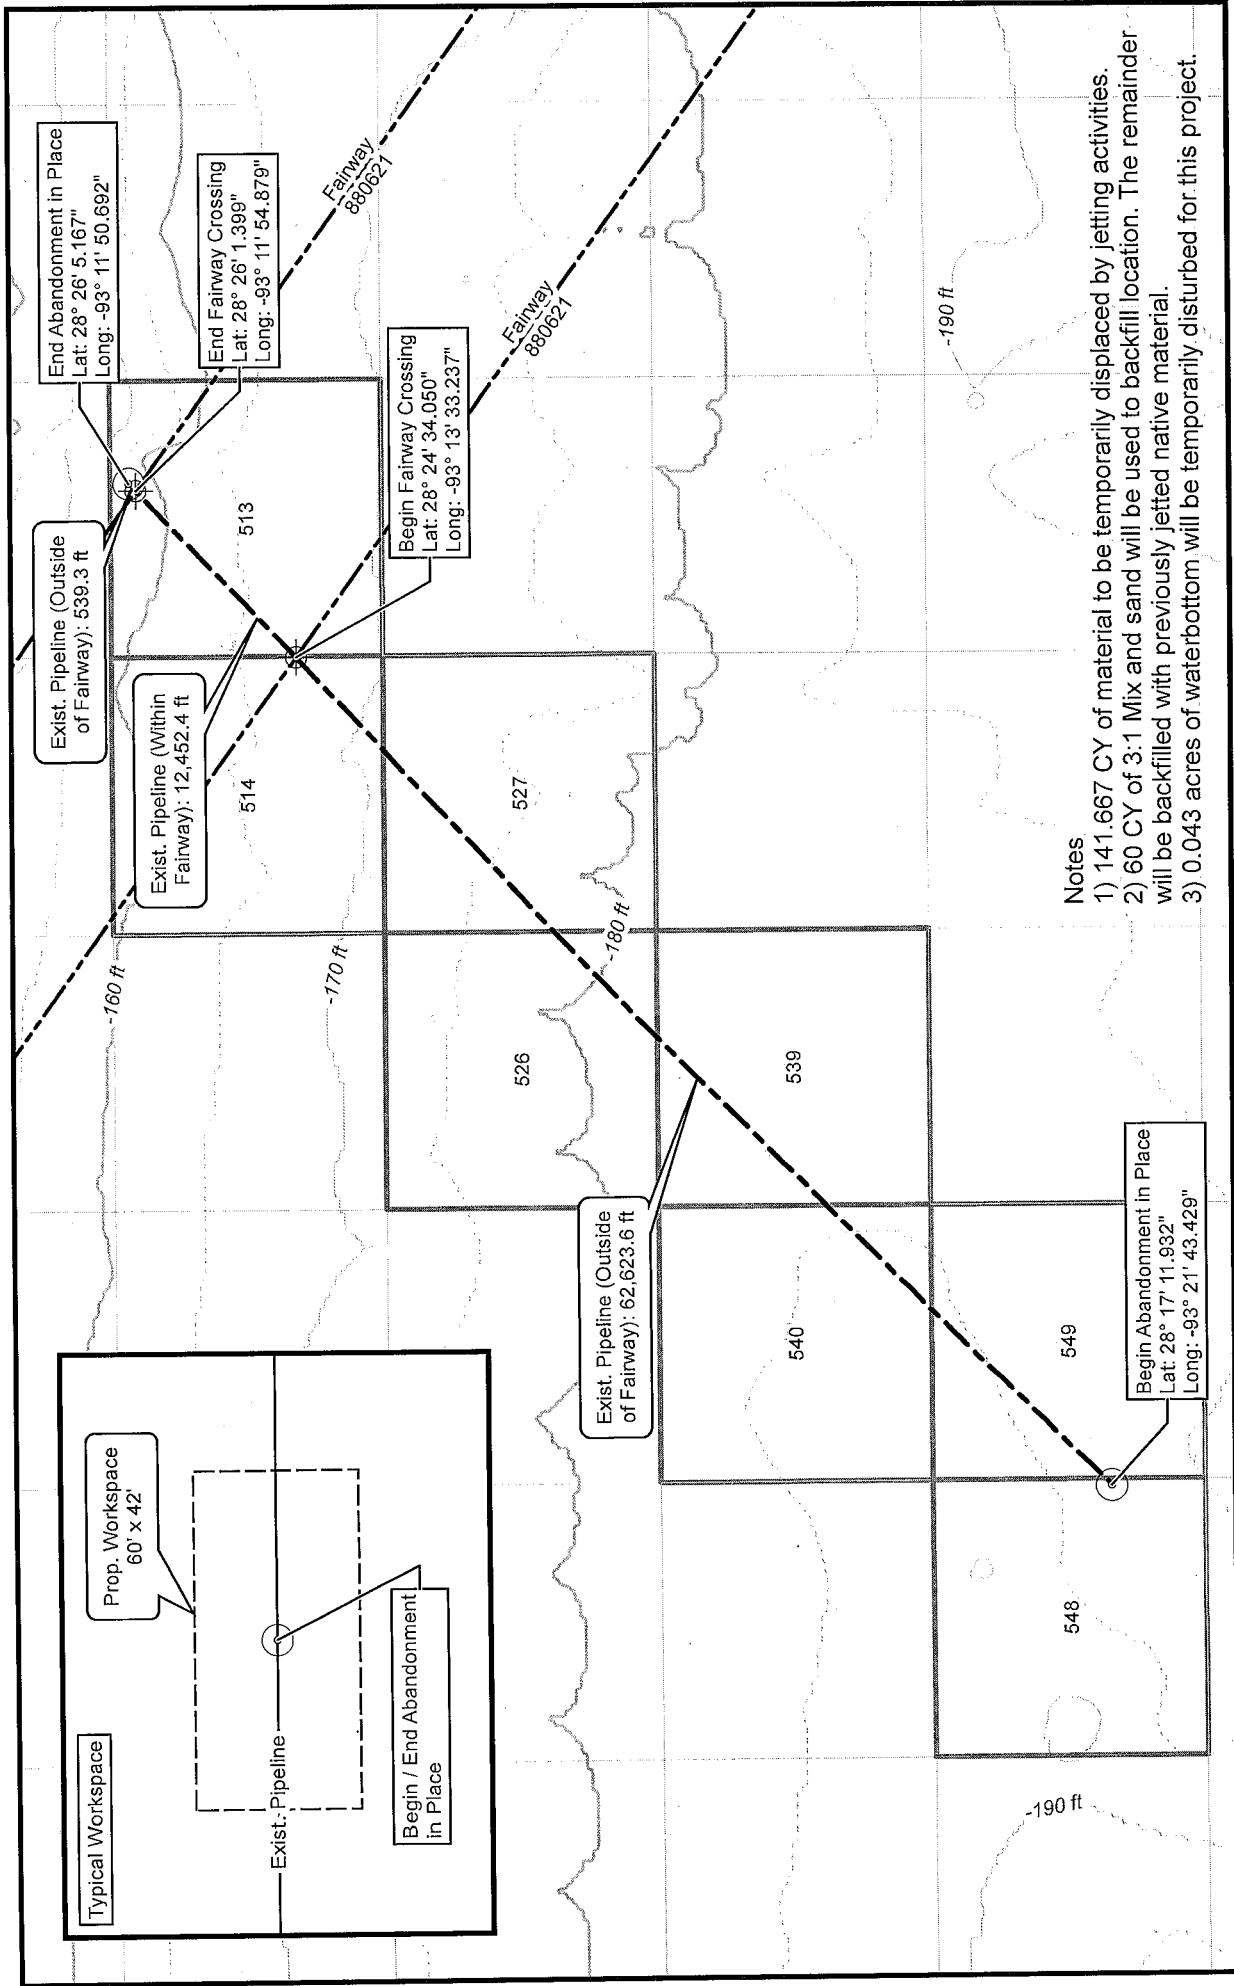 Typical Workspace
Prop. Workspace
60' x 42'
Exist. Pipeline
Begin / End Abandonment
in Place
End Abandonment in Place
Lat: 28° 26' 5.167"
Long: -93° 11' 50.692"
End Fairway Crossing
Lat: 28° 26' 1.399"
Long: -93° 11' 54.879"
Exist. Pipeline (Outside
of Fairway): 539.3 ft
Exist. Pipeline (Within
Fairway): 12,452.4 ft
Begin Fairway Crossing
Lat: 28° 24' 34.050"
Long: -93° 13' 33.237"
Fairway
880621
Fairway
880621
513
514
527
526
539
540
549
548
-160 ft
-170 ft
-180 ft
-190 ft
-190 ft
Exist. Pipeline (Outside
of Fairway): 62,623.6 ft
Begin Abandonment in Place
Lat: 28° 17' 11.932"
Long: -93° 21' 43.429"
Notes
1) 141.667 CY of material to be temporarily displaced by jetting activities.
2) 60 CY of 3:1 Mix and sand will be used to backfill location. The remainder
will be backfilled with previously jetted native material.
3) 0.043 acres of waterbottom will be temporarily disturbed for this project.